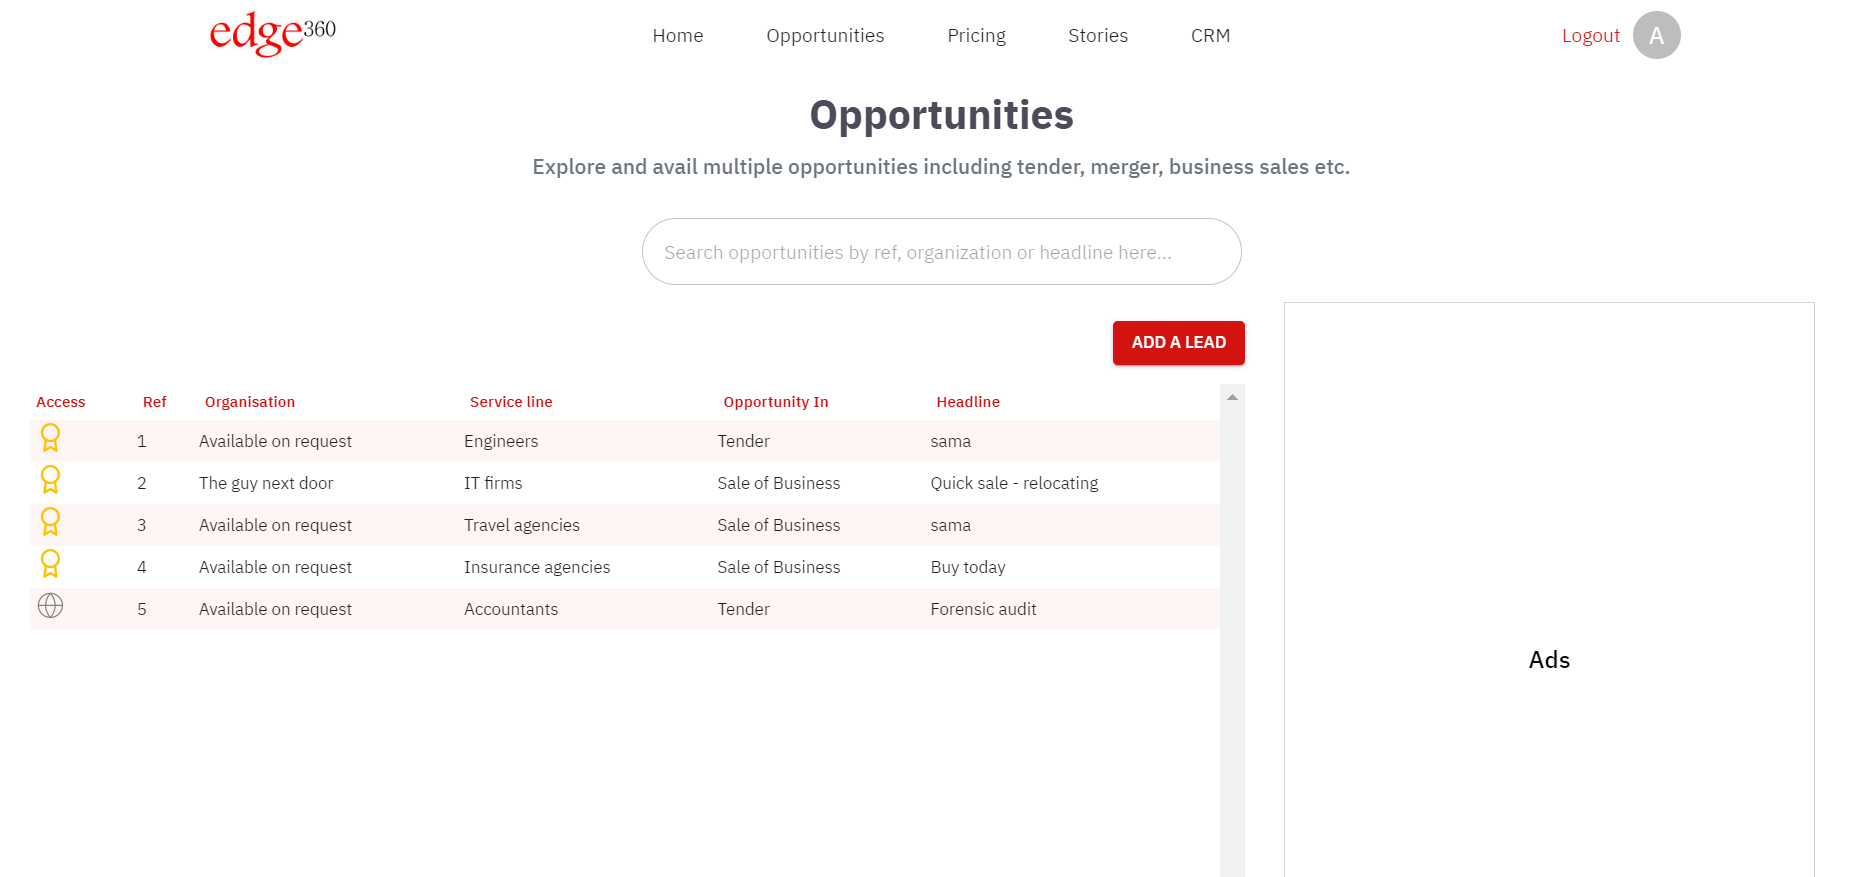 edge360
Home Opportunities Pricing Stories CRM Logout A
Opportunities
Explore and avail multiple opportunities including tender, merger, business sales etc.
Search opportunities by ref, organization or headline here...
ADD A LEAD
Access Ref Organisation Service line Opportunity In Headline
1 Available on request Engineers Tender sama
2 The guy next door IT firms Sale of Business Quick sale - relocating
3 Available on request Travel agencies Sale of Business sama
4 Available on request Insurance agencies Sale of Business Buy today
5 Available on request Accountants Tender Forensic audit
Ads